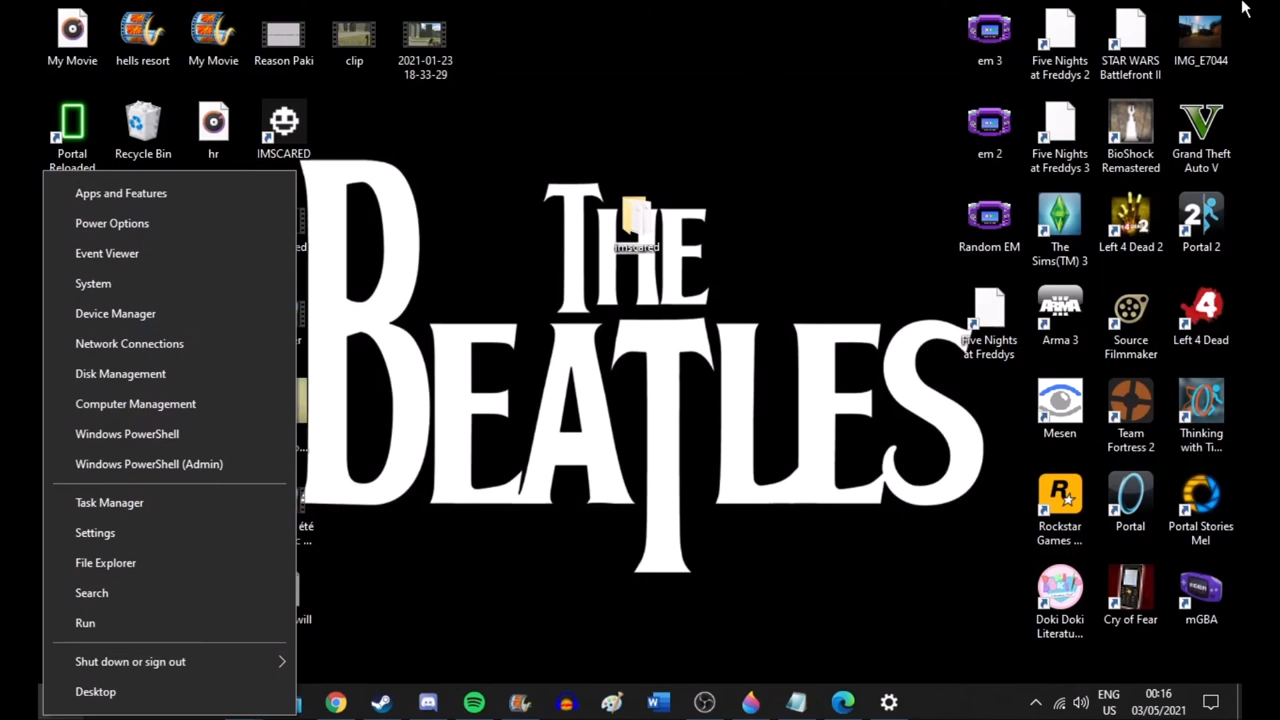 My Movie
hells resort
My Movie
Reason Paki
clip
2021-01-23
18-33-29
em 3
Five Nights
at Freddys 2
STAR WARS
Battlefront II
IMG_E7044
Portal
Reloaded
Recycle Bin
hr
IMSCARED
em 2
Five Nights
at Freddys 3
BioShock
Remastered
Grand Theft
Auto V
THE
BEATLES
imscared
Random EM
The
Sims(TM) 3
Left 4 Dead 2
2
Portal 2
Five Nights
at Freddys
ARMA
Arma 3
Source
Filmmaker
4
Left 4 Dead
Mesen
Team
Fortress 2
Thinking
with Ti...
R
Rockstar
Games ...
Portal
Portal Stories
Mel
Doki Doki
Literatu...
Cry of Fear
mGBA
été
c ...
will
Apps and Features
Power Options
Event Viewer
System
Device Manager
Network Connections
Disk Management
Computer Management
Windows PowerShell
Windows PowerShell (Admin)
Task Manager
Settings
File Explorer
Search
Run
Shut down or sign out
Desktop
ENG
US
00:16
03/05/2021